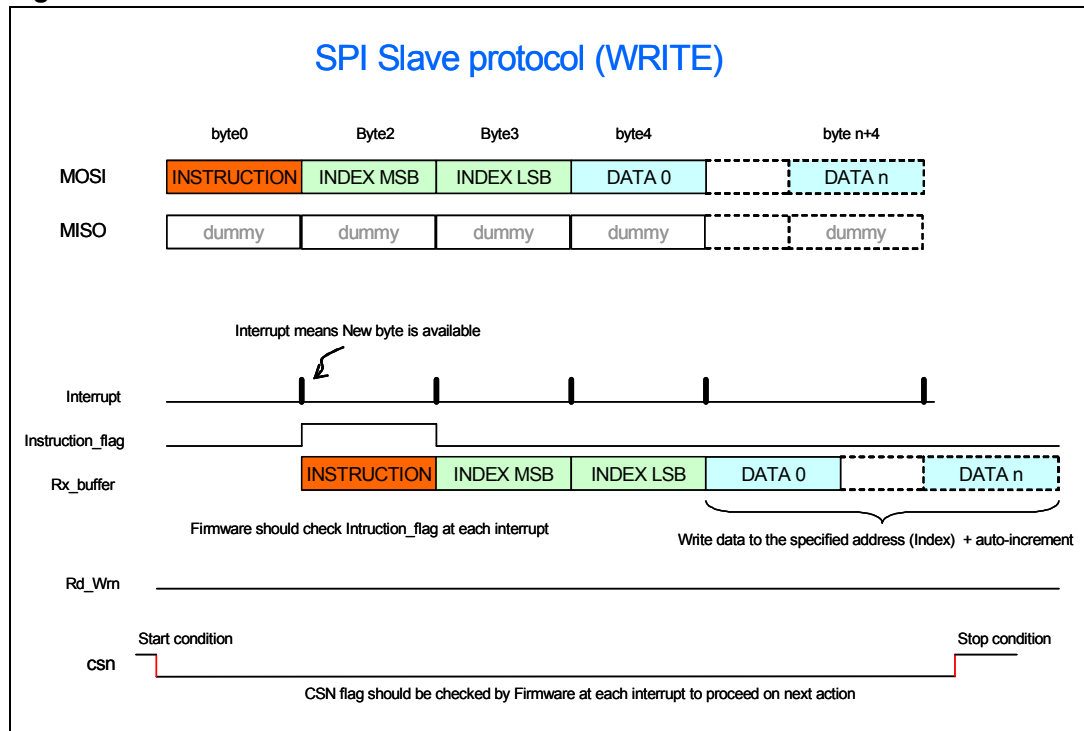 SPI Slave protocol (WRITE)
byte0 Byte2 Byte3 byte4 byte n+4
MOSI INSTRUCTION INDEX MSB INDEX LSB DATA 0 DATA n
MISO dummy dummy dummy dummy dummy
Interrupt means New byte is available
Interrupt
Instruction_flag
Rx_buffer INSTRUCTION INDEX MSB INDEX LSB DATA 0 DATA n
Firmware should check Intruction_flag at each interrupt
Write data to the specified address (Index) + auto-increment
Rd_Wrn
Start condition Stop condition
csn
CSN flag should be checked by Firmware at each interrupt to proceed on next action